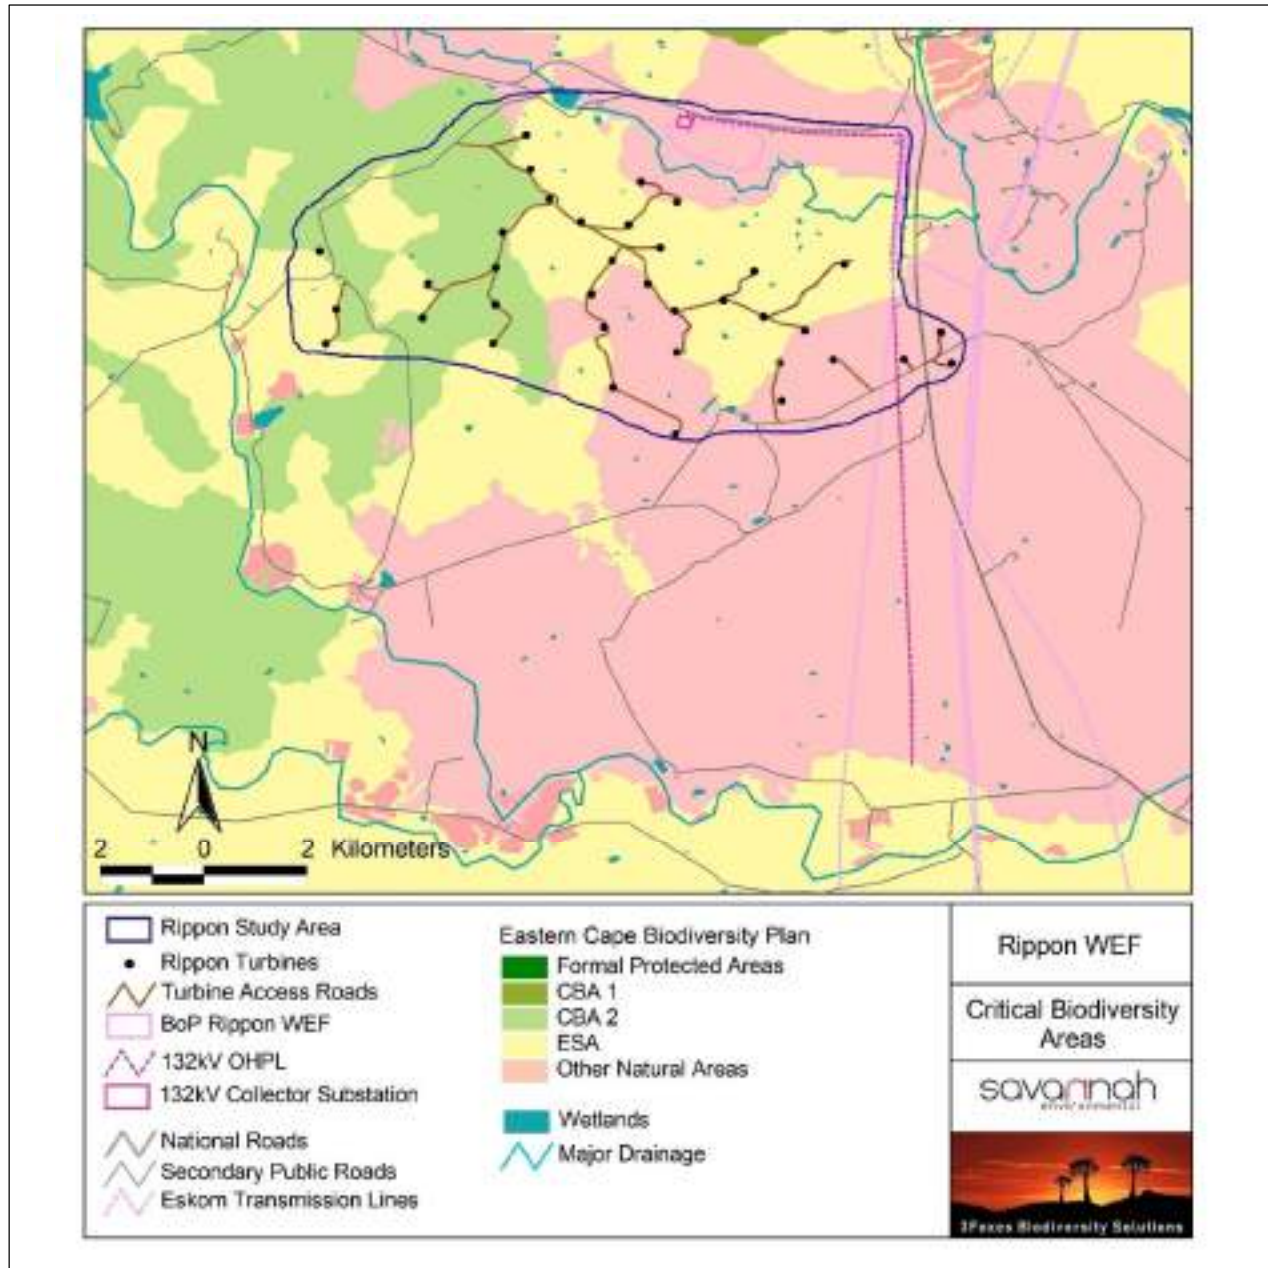 N
2 0 2 Kilometers
Rippon Study Area
Rippon Turbines
Turbine Access Roads
BoP Rippon WEF
132kV OHPL
132kV Collector Substation
National Roads
Secondary Public Roads
Eskom Transmission Lines
Eastern Cape Biodiversity Plan
Formal Protected Areas
CBA 1
CBA 2
ESA
Other Natural Areas
Wetlands
Major Drainage
Rippon WEF
Critical Biodiversity
Areas
savannah
environmental
3Foxes Biodiversity Solutions